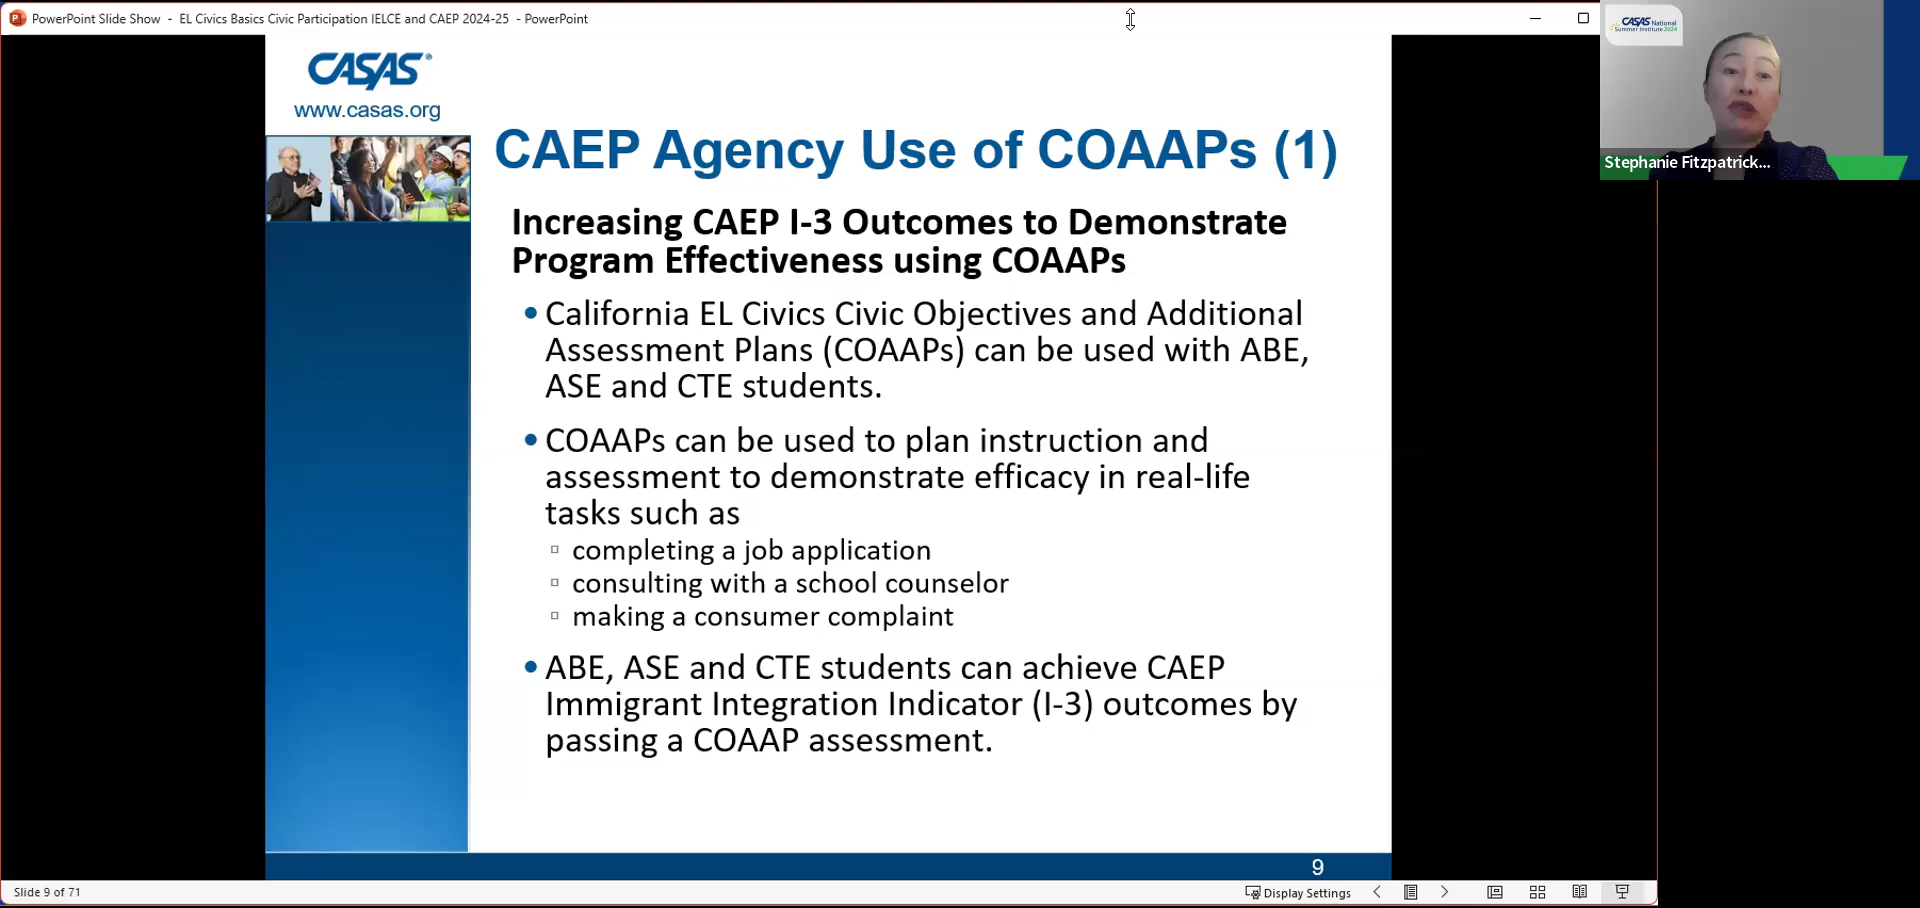 PowerPoint Slide Show - EL Civics Basics Civic Participation IELCE and CAEP 2024-25 - PowerPoint
CASAS National
Summer Institute 2024
Stephanie Fitzpatrick...
CASAS®
www.casas.org
CAEP Agency Use of COAAPs (1)
Increasing CAEP I-3 Outcomes to Demonstrate
Program Effectiveness using COAAPs
• California EL Civics Civic Objectives and Additional
Assessment Plans (COAAPs) can be used with ABE,
ASE and CTE students.
• COAAPs can be used to plan instruction and
assessment to demonstrate efficacy in real-life
tasks such as
▫ completing a job application
▫ consulting with a school counselor
▫ making a consumer complaint
• ABE, ASE and CTE students can achieve CAEP
Immigrant Integration Indicator (I-3) outcomes by
passing a COAAP assessment.
9
Slide 9 of 71
Display Settings